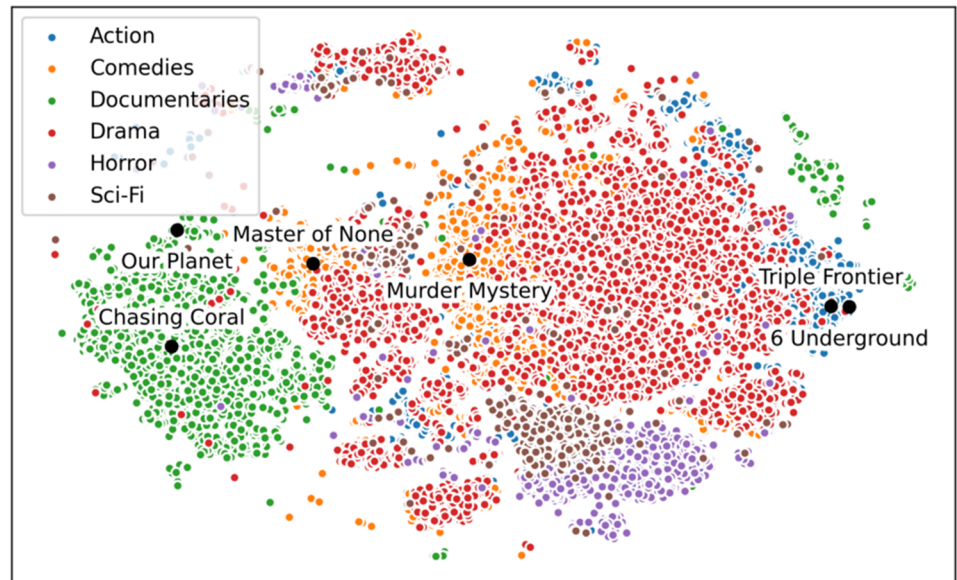 Action
Comedies
Documentaries
Drama
Horror
Sci-Fi
Master of None
Our Planet
Murder Mystery
Triple Frontier
Chasing Coral
6 Underground